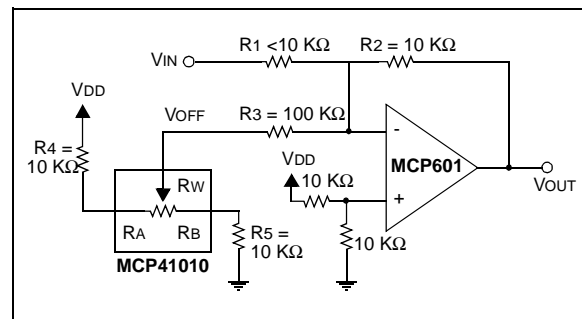 VIN
R1 <10 KΩ
R2 = 10 KΩ
VDD
VOFF
R3 = 100 KΩ
R4 =
10 KΩ
RW
RA
RB
MCP41010
R5 =
10 KΩ
VDD
10 KΩ
10 KΩ
-
+
MCP601
VOUT